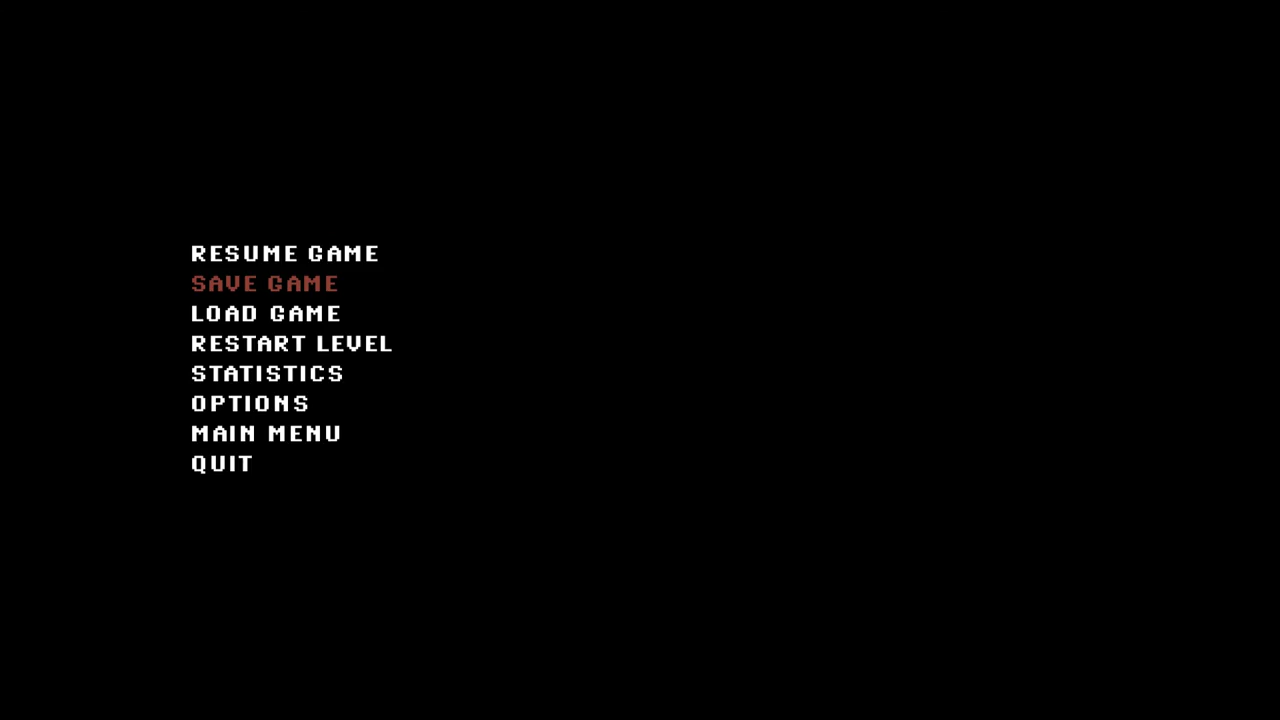 RESUME GAME
SAVE GAME
LOAD GAME
RESTART LEVEL
STATISTICS
OPTIONS
MAIN MENU
QUIT